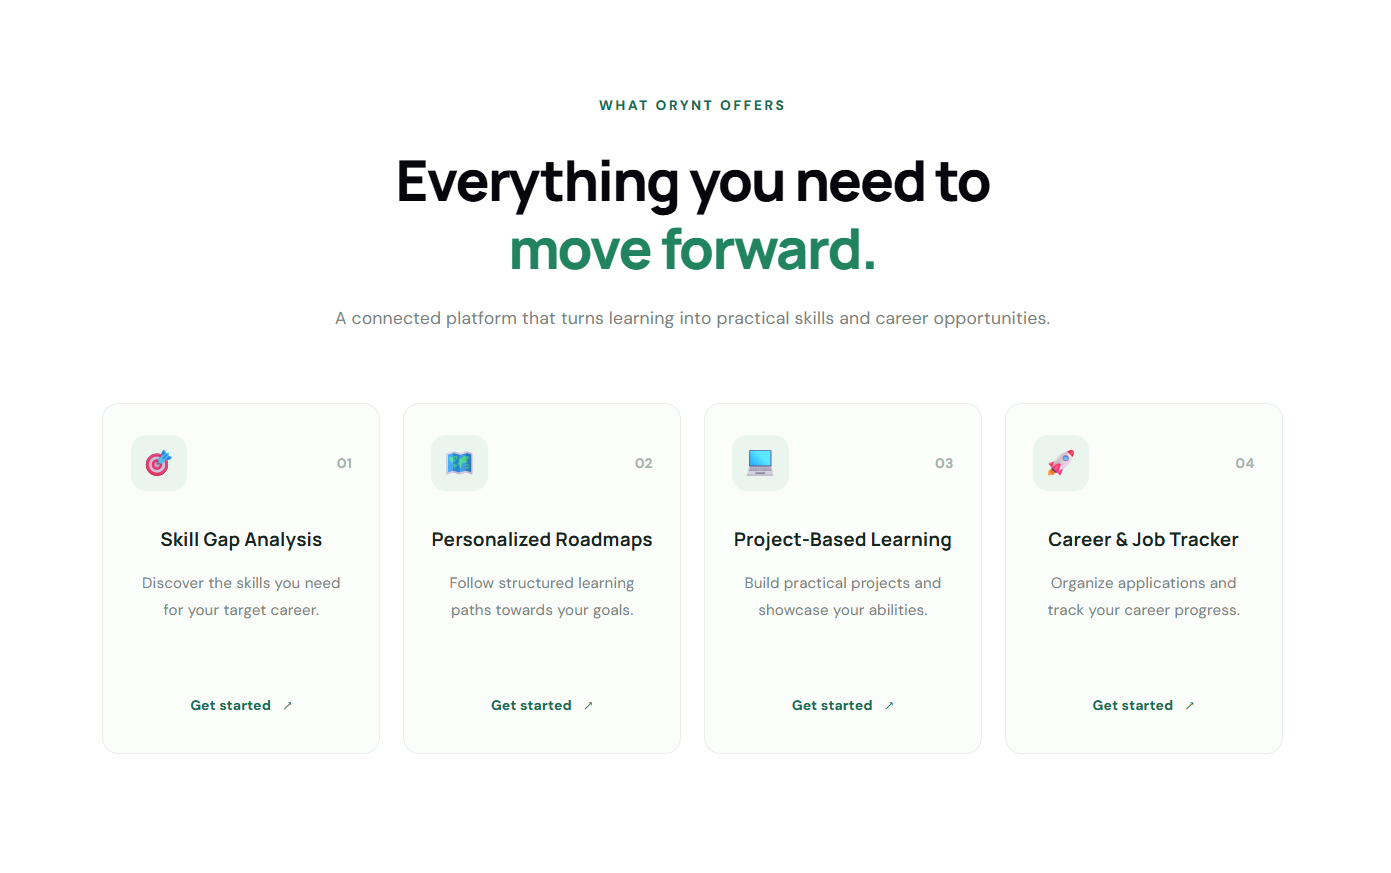 WHAT ORYNT OFFERS
Everything you need to
move forward.
A connected platform that turns learning into practical skills and career opportunities.
01
Skill Gap Analysis
Discover the skills you need
for your target career.
Get started ↗
02
Personalized Roadmaps
Follow structured learning
paths towards your goals.
Get started ↗
03
Project-Based Learning
Build practical projects and
showcase your abilities.
Get started ↗
04
Career & Job Tracker
Organize applications and
track your career progress.
Get started ↗